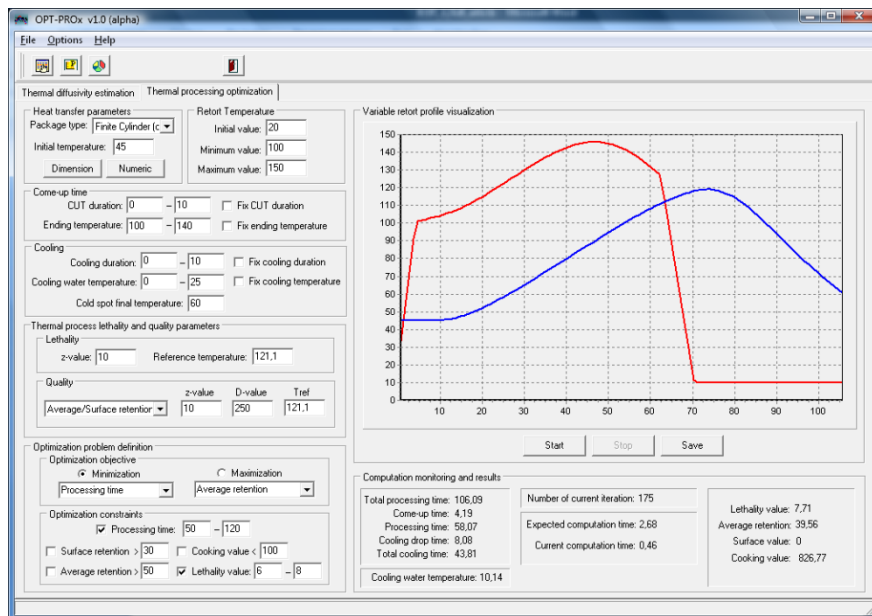 OPT-PROx v1.0 (alpha)
File Options Help
Thermal diffusivity estimation Thermal processing optimization
Heat transfer parameters
Package type: Finite Cylinder (c
Initial temperature: 45
Dimension Numeric
Retort Temperature
Initial value: 20
Minimum value: 100
Maximum value: 150
Come-up time
CUT duration: 0 - 10 Fix CUT duration
Ending temperature: 100 - 140 Fix ending temperature
Cooling
Cooling duration: 0 - 10 Fix cooling duration
Cooling water temperature: 0 - 25 Fix cooling temperature
Cold spot final temperature: 60
Thermal process lethality and quality parameters
Lethality
z-value: 10 Reference temperature: 121,1
Quality
z-value D-value Tref
Average/Surface retention 10 250 121,1
Optimization problem definition
Optimization objective
Minimization Maximization
Processing time Average retention
Optimization constraints
Processing time: 50 - 120
Surface retention > 30 Cooking value < 100
Average retention > 50 Lethality value: 6 - 8
Variable retort profile visualization
150
140
130
120
110
100
90
80
70
60
50
40
30
20
10
0
10 20 30 40 50 60 70 80 90 100
Start Stop Save
Computation monitoring and results
Total processing time: 106,09
Come-up time: 4,19
Processing time: 58,07
Cooling drop time: 8,08
Total cooling time: 43,81
Cooling water temperature: 10,14
Number of current iteration: 175
Expected computation time: 2,68
Current computation time: 0,46
Lethality value: 7,71
Average retention: 39,56
Surface value: 0
Cooking value: 826,77